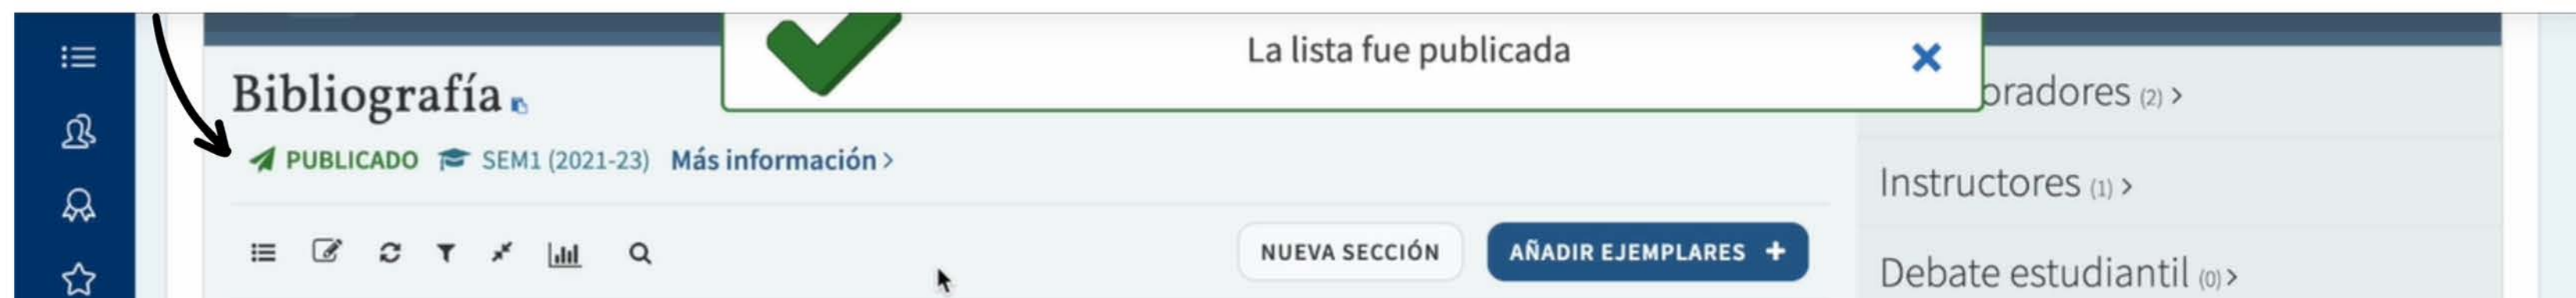 La lista fue publicada
Bibliografía
oradores (2) >
PUBLICADO SEM1 (2021-23) Más información >
Instructores (1) >
NUEVA SECCIÓN AÑADIR EJEMPLARES +
Debate estudiantil (0) >